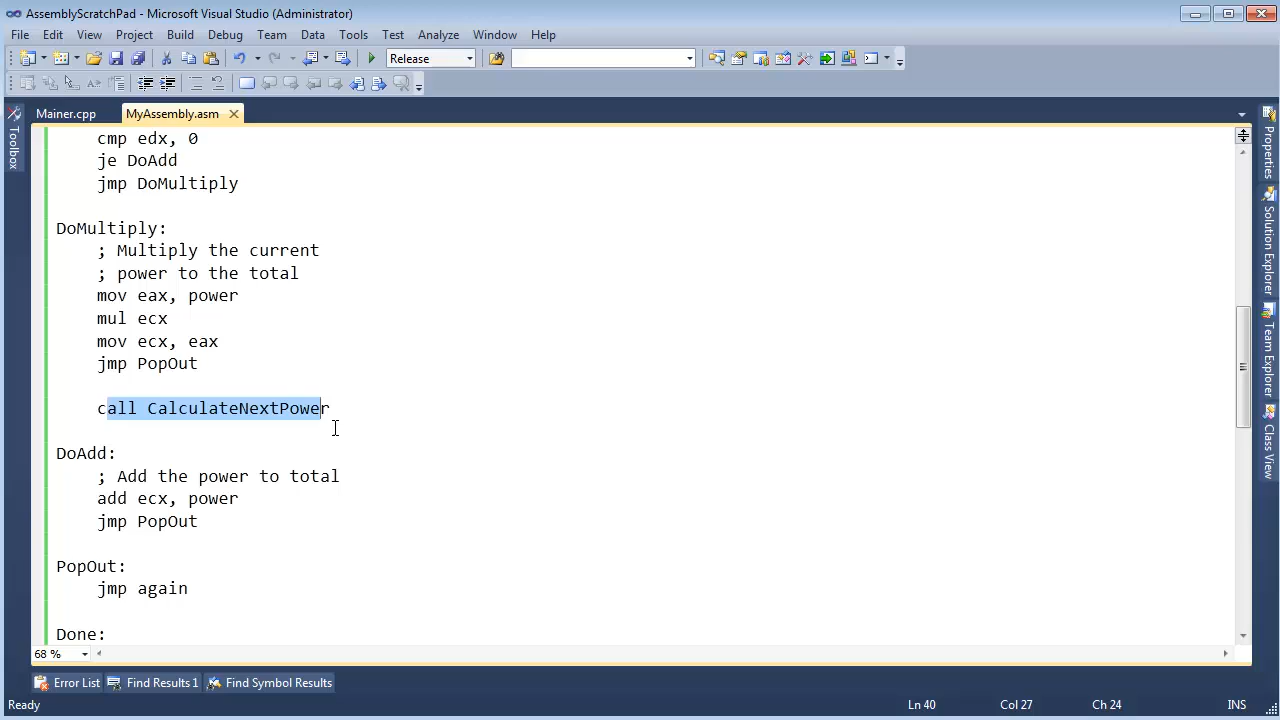 AssemblyScratchPad - Microsoft Visual Studio (Administrator)
File Edit View Project Build Debug Team Data Tools Test Analyze Window Help
Release
Mainer.cpp MyAssembly.asm
Toolbox
cmp edx, 0
je DoAdd
jmp DoMultiply
DoMultiply:
; Multiply the current
; power to the total
mov eax, power
mul ecx
mov ecx, eax
jmp PopOut
call CalculateNextPower
DoAdd:
; Add the power to total
add ecx, power
jmp PopOut
PopOut:
jmp again
Done:
68 %
Properties
Solution Explorer
Team Explorer
Class View
Error List Find Results 1 Find Symbol Results
Ready Ln 40 Col 27 Ch 24 INS